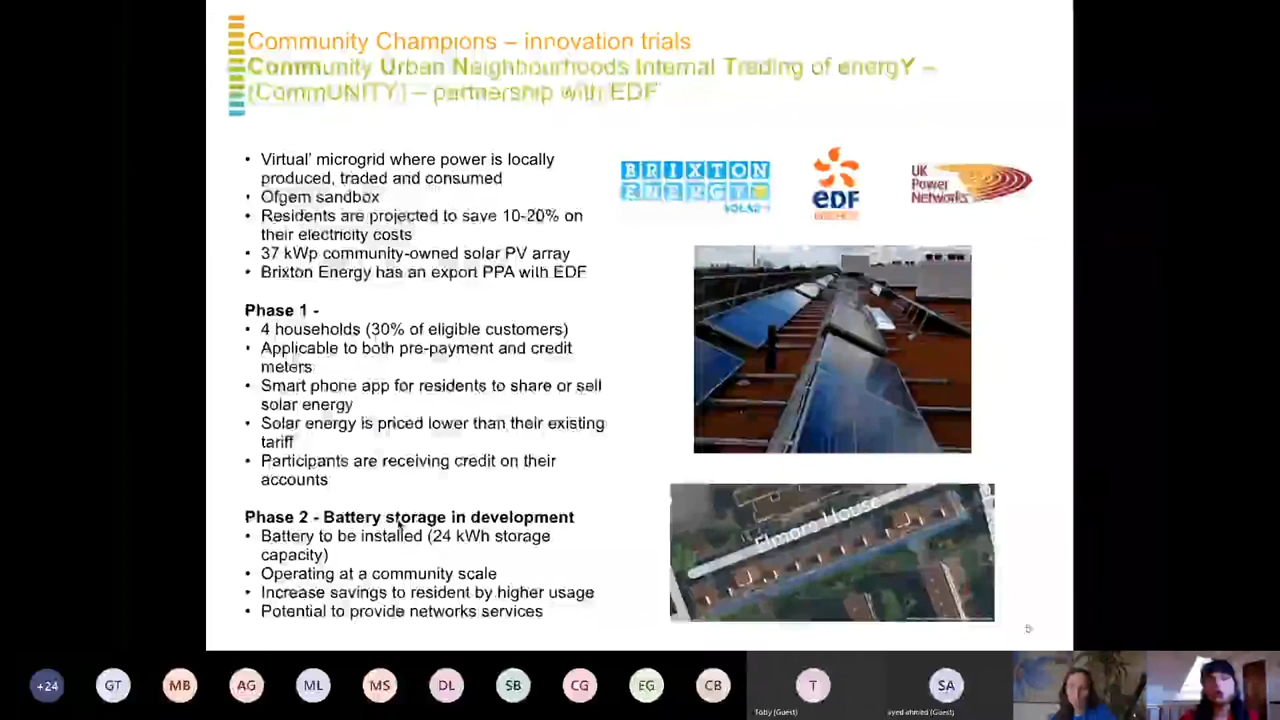 Community Champions – innovation trials
Community Urban Neighbourhoods Internal Trading of energY –
(CommUNITY) – partnership with EDF
• Virtual’ microgrid where power is locally
produced, traded and consumed
• Ofgem sandbox
• Residents are projected to save 10-20% on
their electricity costs
• 37 kWp community-owned solar PV array
• Brixton Energy has an export PPA with EDF
Phase 1 -
• 4 households (30% of eligible customers)
• Applicable to both pre-payment and credit
meters
• Smart phone app for residents to share or sell
solar energy
• Solar energy is priced lower than their existing
tariff
• Participants are receiving credit on their
accounts
Phase 2 - Battery storage in development
• Battery to be installed (24 kWh storage
capacity)
• Operating at a community scale
• Increase savings to resident by higher usage
• Potential to provide networks services
BRIXTON
ENERGY
eDF
UK
Power
Networks
Elmore House
5
+24
GT
MB
AG
ML
MS
DL
SB
CG
EG
CB
T
SA
Toby (Guest)
ayed ahmed (Guest)